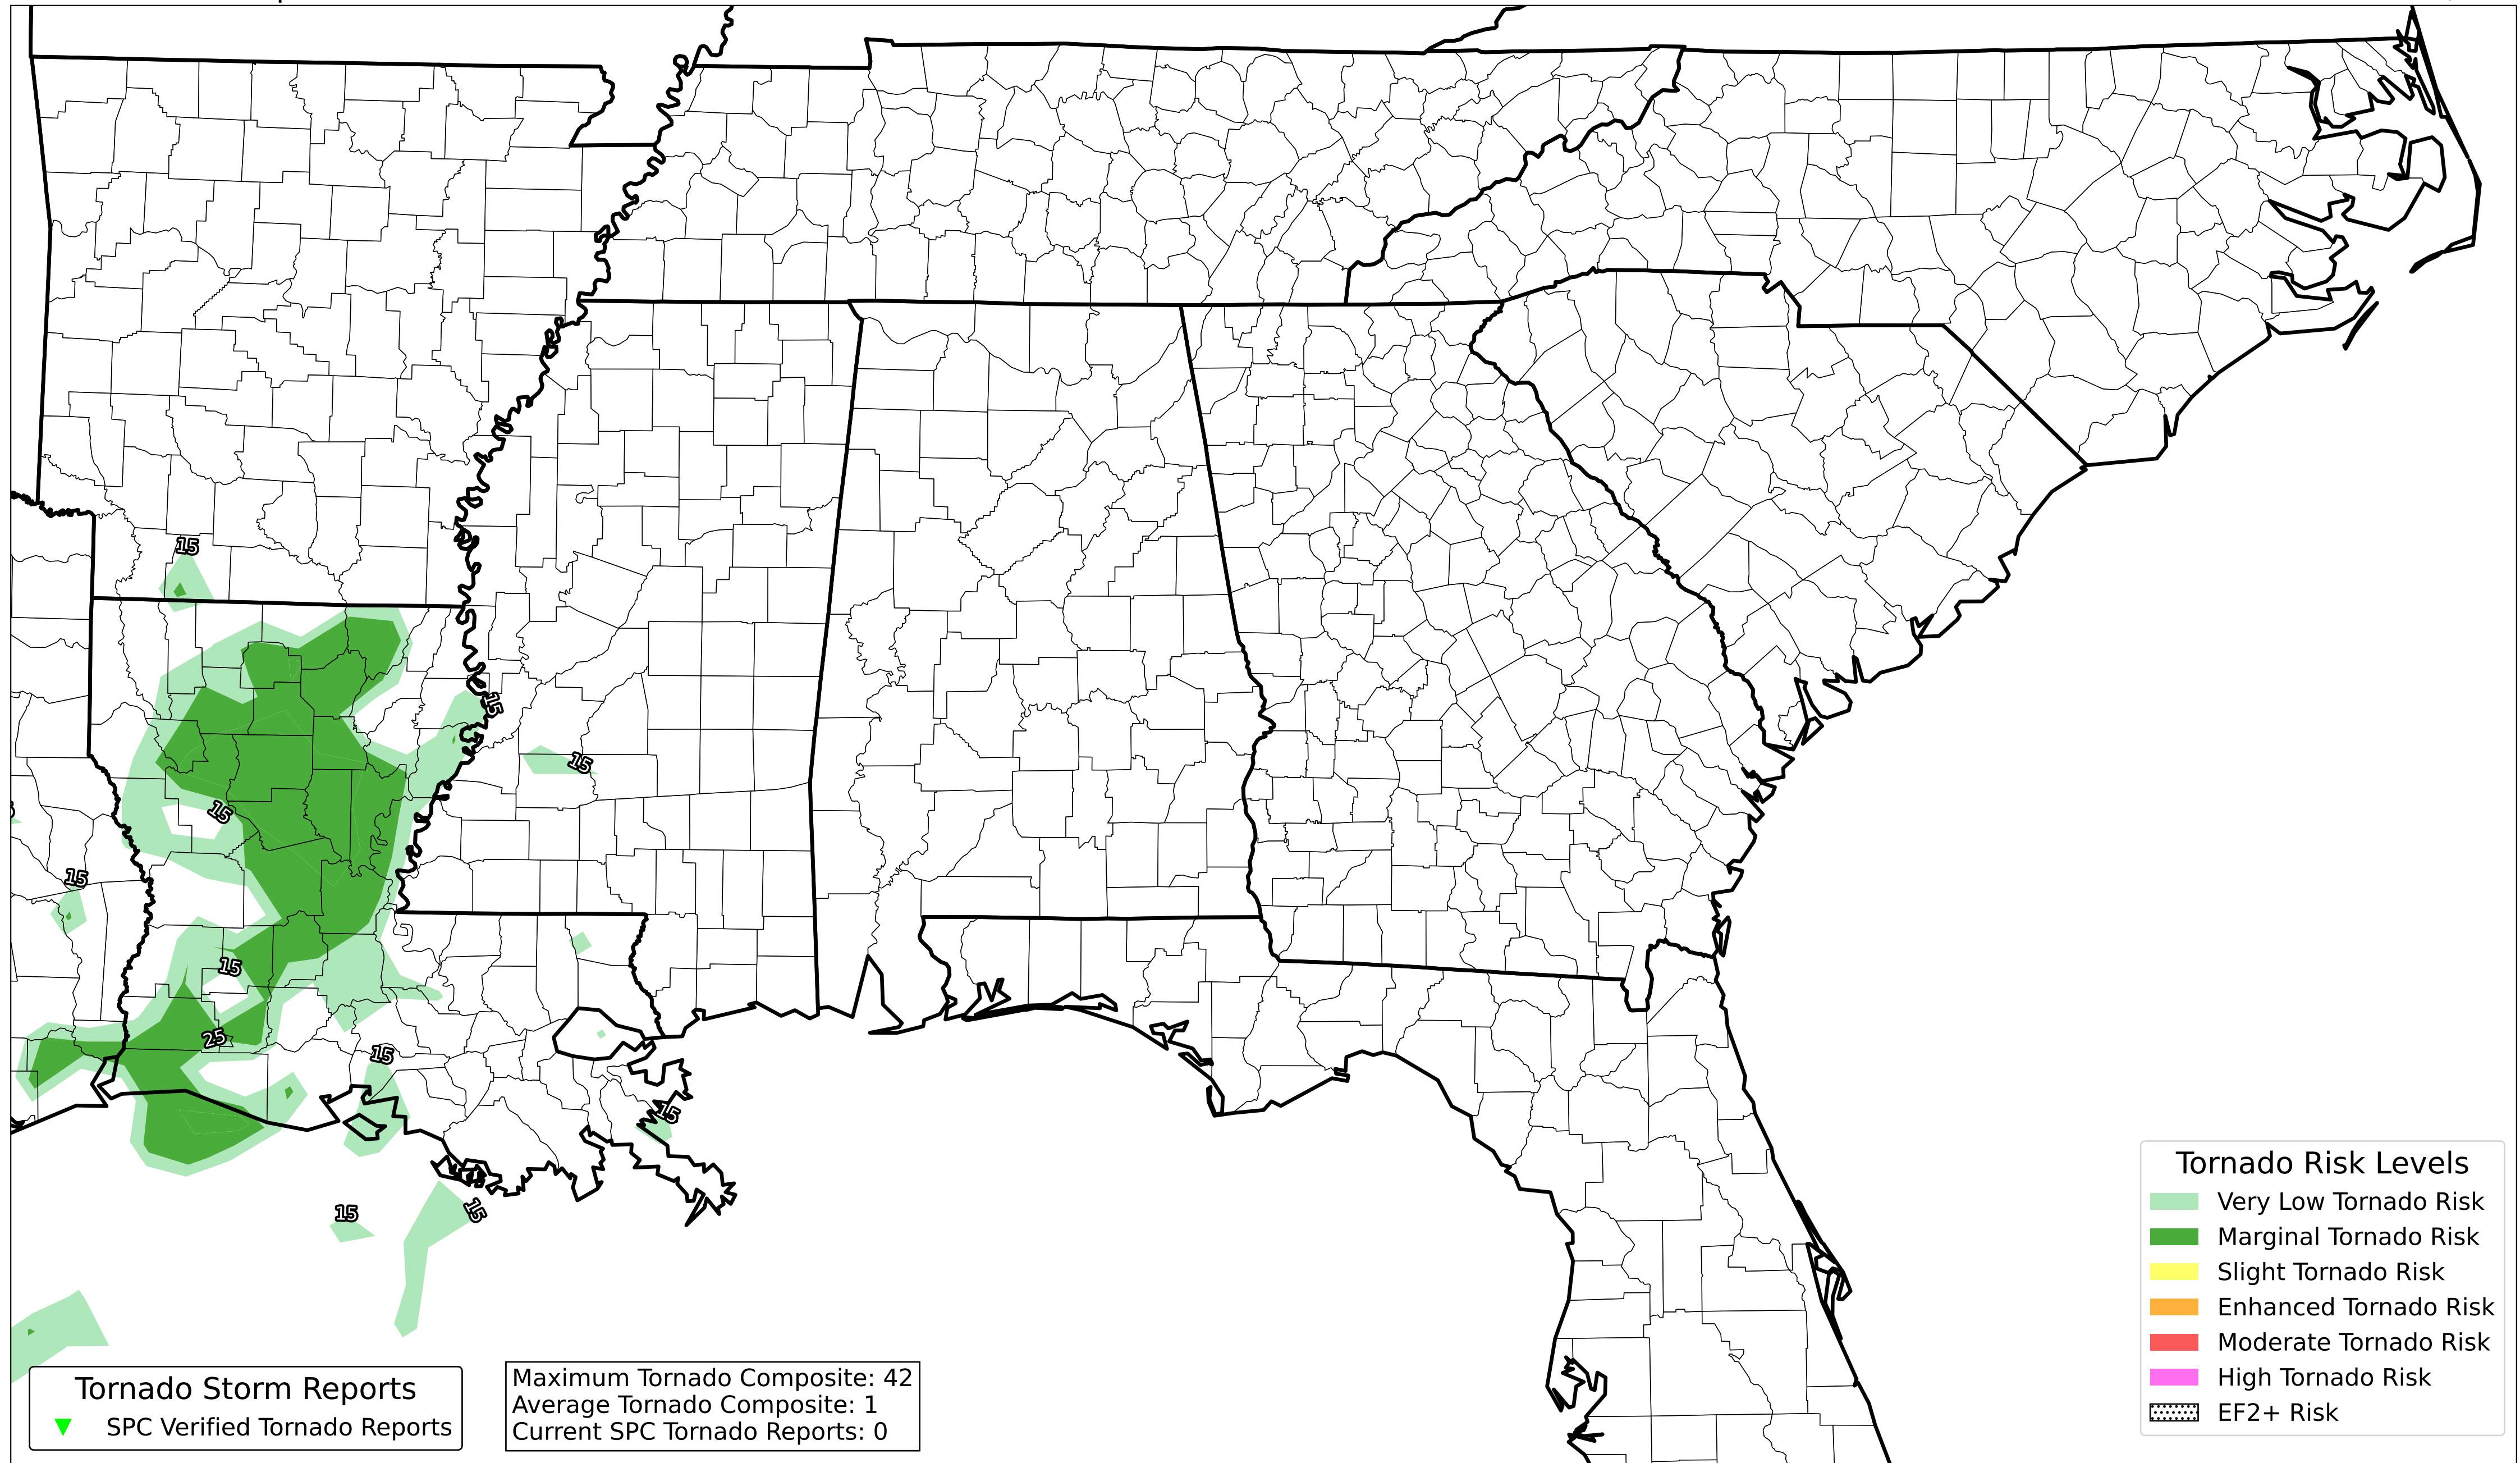 15
15
15
15
15
15
25
15
15
15
15
Tornado Risk Levels
Very Low Tornado Risk
Marginal Tornado Risk
Slight Tornado Risk
Enhanced Tornado Risk
Moderate Tornado Risk
High Tornado Risk
EF2+ Risk
Tornado Storm Reports
SPC Verified Tornado Reports
Maximum Tornado Composite: 42
Average Tornado Composite: 1
Current SPC Tornado Reports: 0